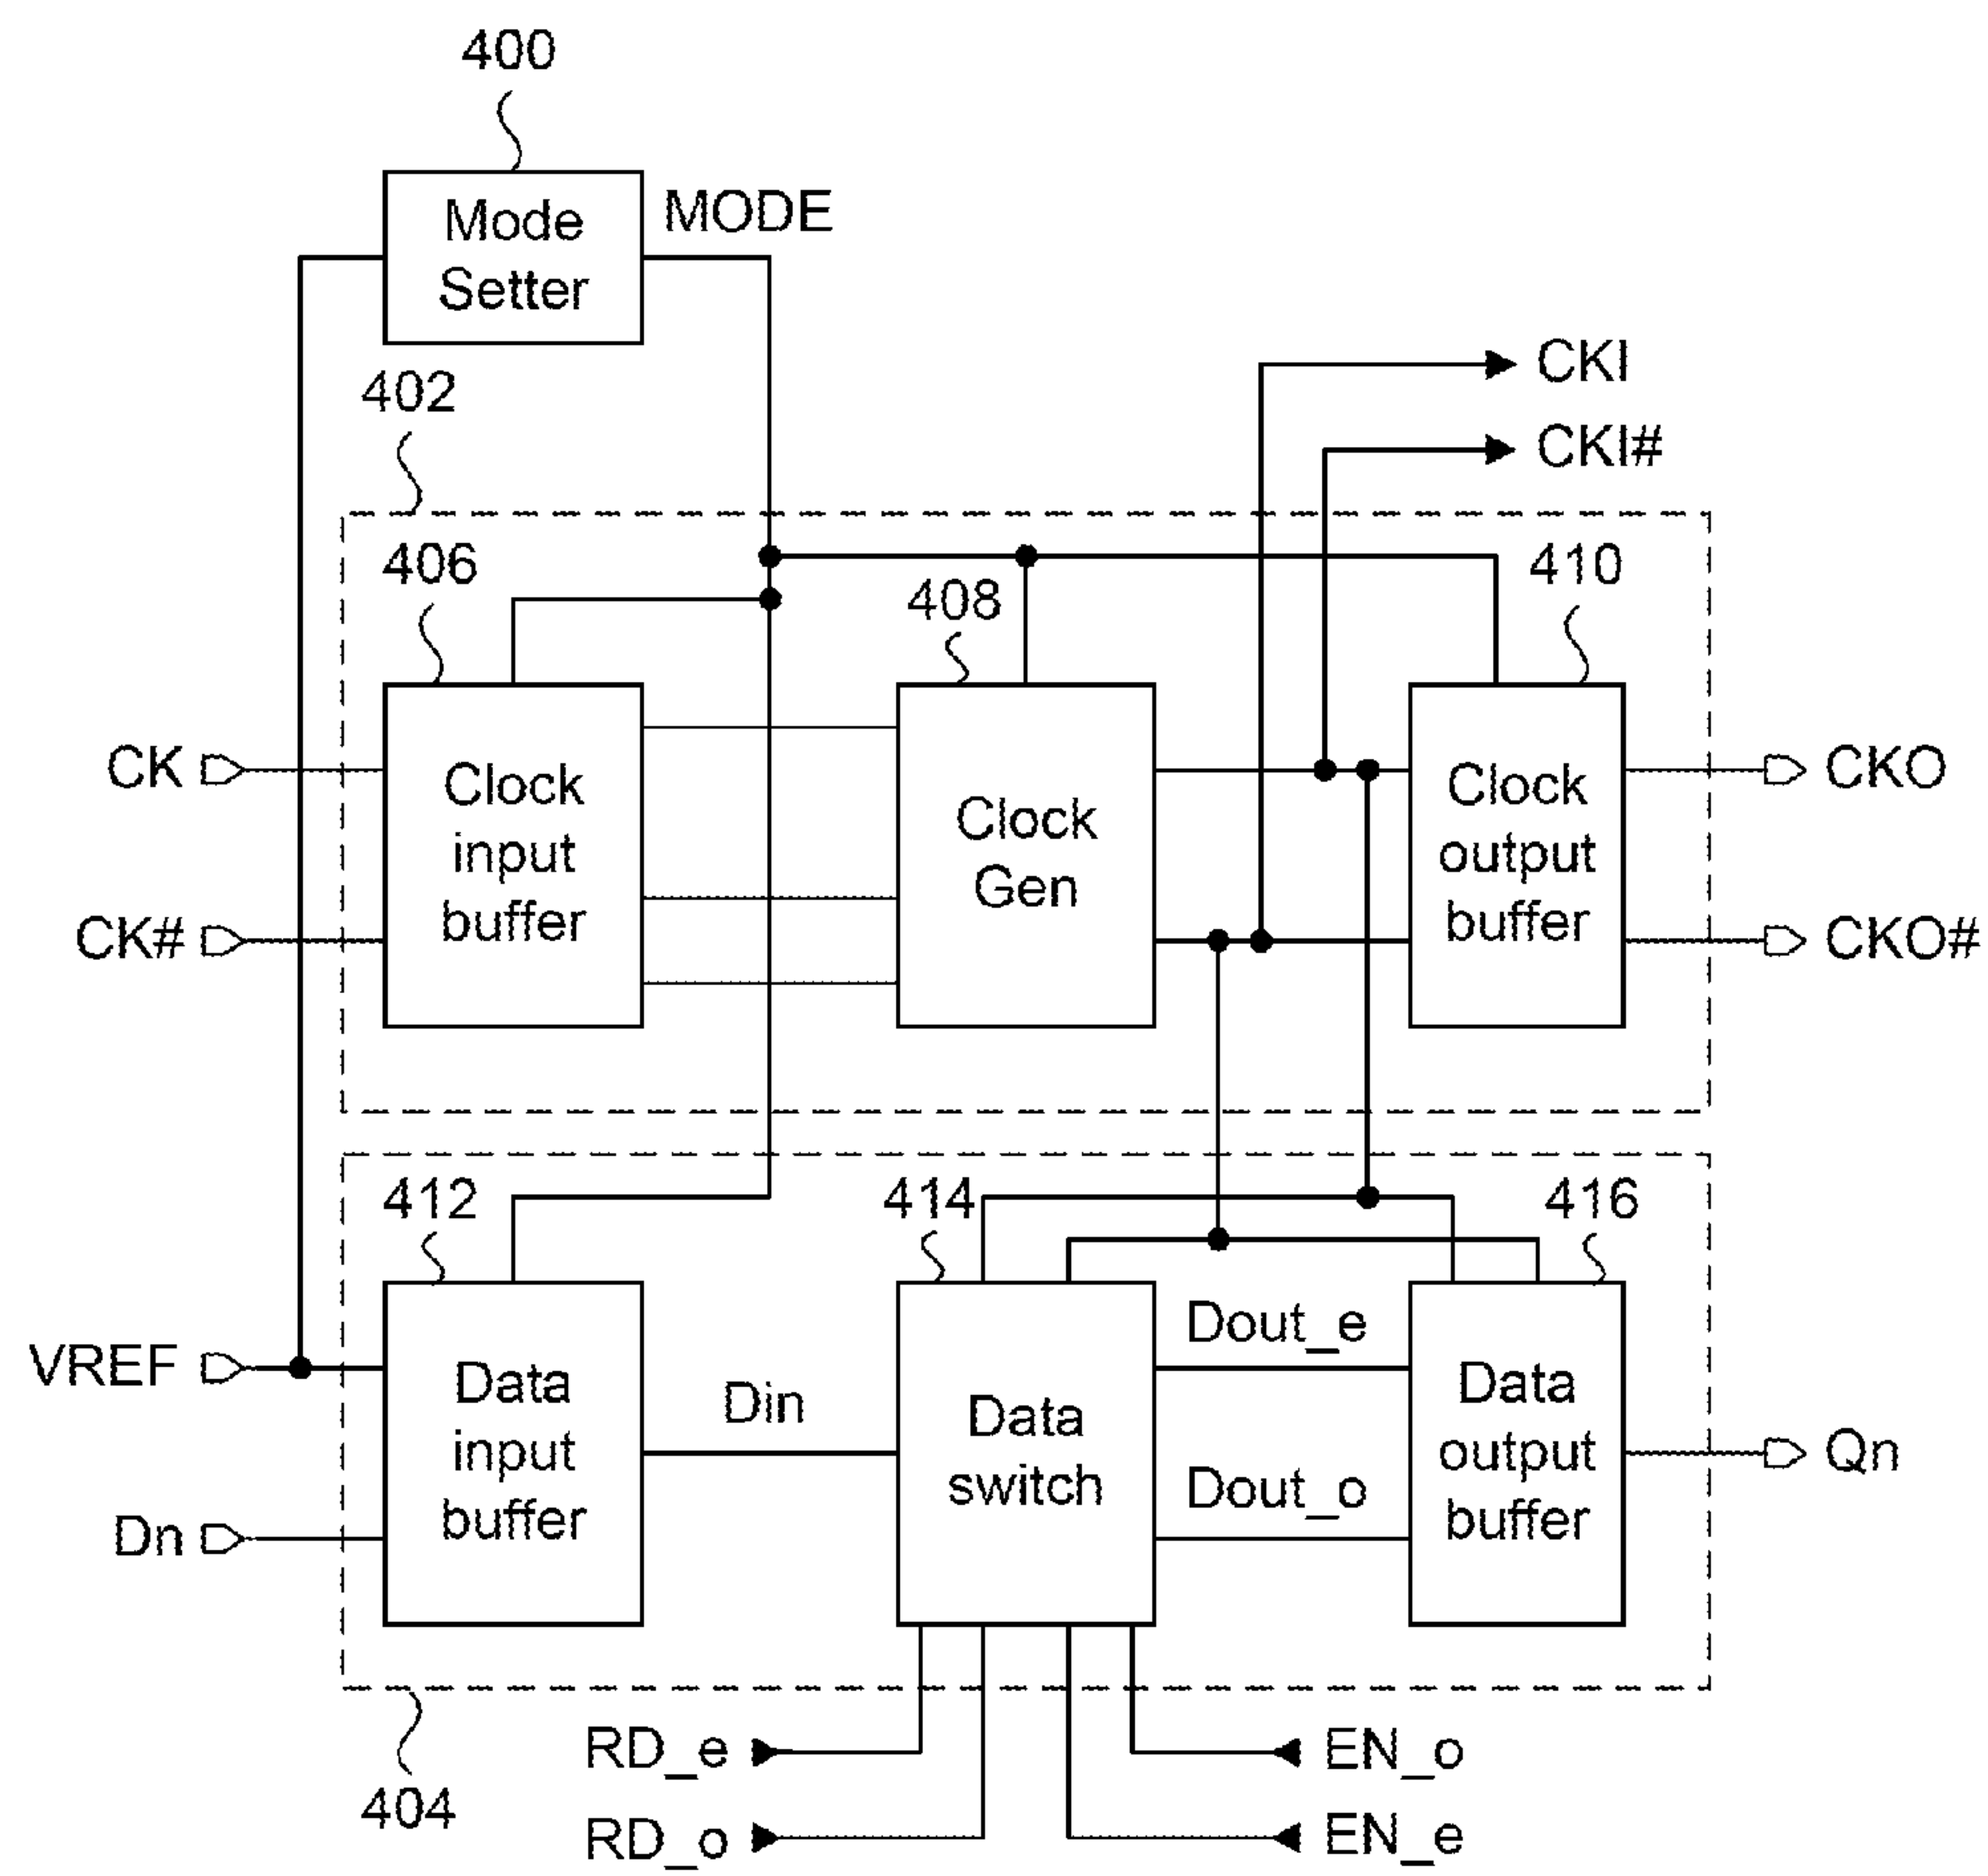 400
Mode
Setter
MODE
402
CKI
CKI#
406
408
410
CK
CK#
Clock
input
buffer
Clock
Gen
Clock
output
buffer
CKO
CKO#
412
414
416
VREF
Dn
Data
input
buffer
Din
Data
switch
Dout_e
Dout_o
Data
output
buffer
Qn
404
RD_e
RD_o
EN_o
EN_e